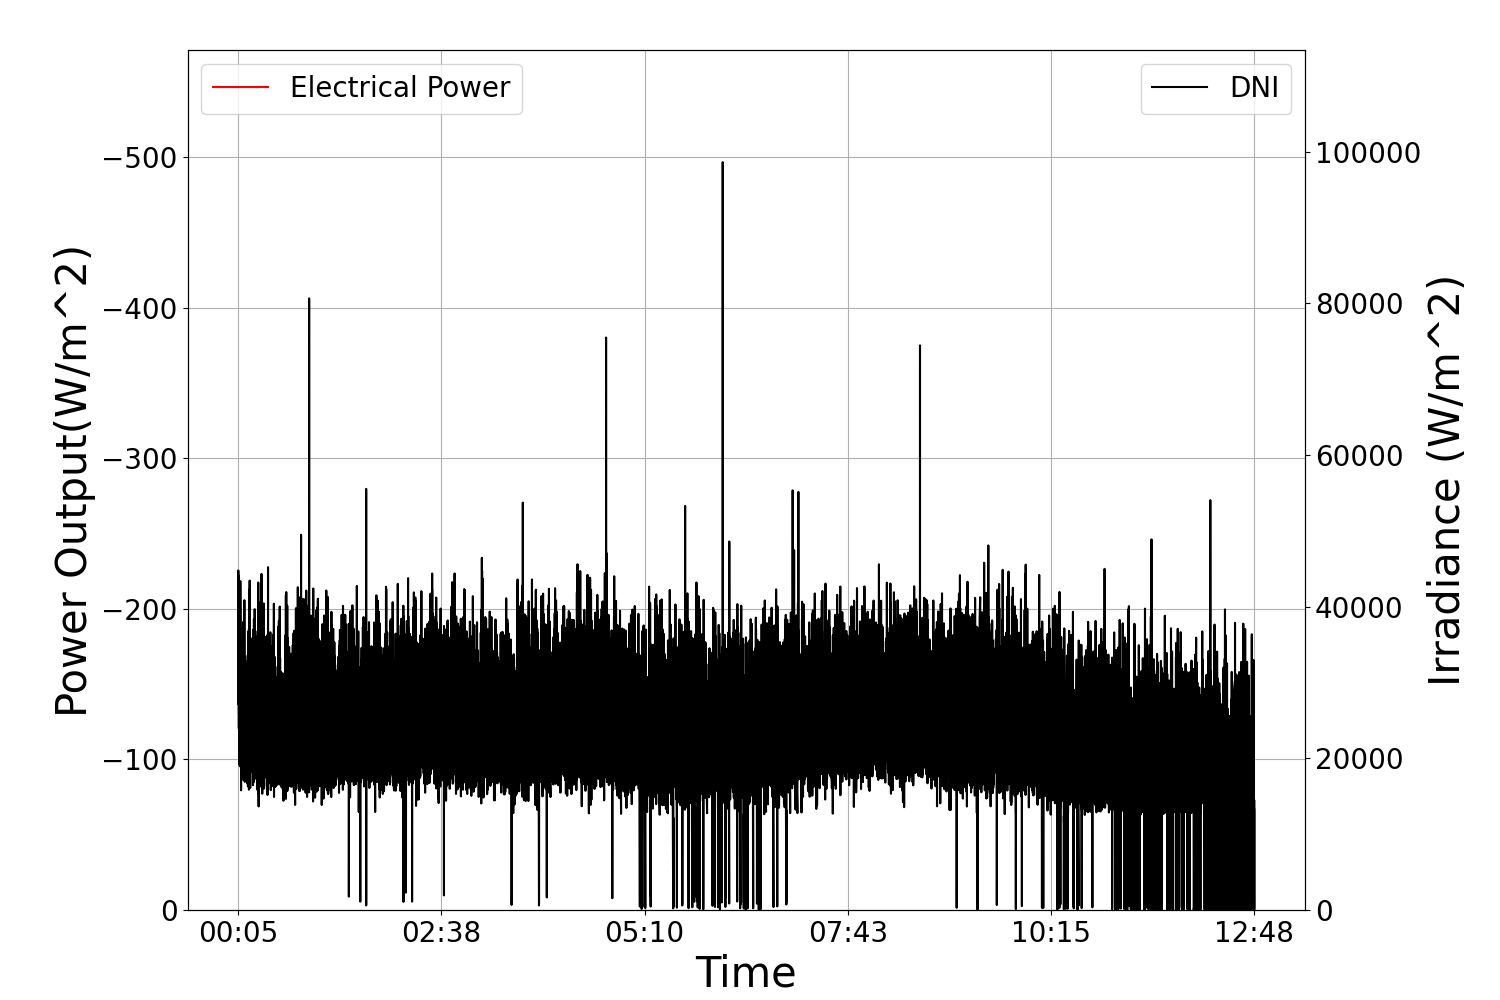 Electrical Power
DNI
Power Output(W/m^2)
−500
−400
−300
−200
−100
0
100000
80000
60000
40000
20000
0
Irradiance (W/m^2)
00:05 02:38 05:10 07:43 10:15 12:48
Time